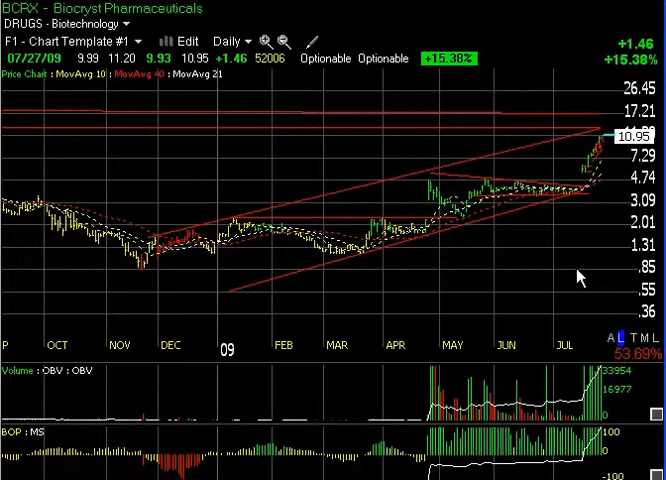 BCRX - Biocryst Pharmaceuticals
DRUGS - Biotechnology
F1 - Chart Template #1 Edit Daily
07/27/09 9.99 11.20 9.93 10.95 +1.46 52006 Optionable Optionable +15.38%
+1.46
+15.38%
Price Chart : MovAvg 10 : MovAvg 40 : MovAvg 21
26.45
17.21
10.95
7.29
4.74
3.09
2.01
1.31
.85
.55
.36
P OCT NOV DEC 09 FEB MAR APR MAY JUN JUL
A L T M L
53.69%
Volume : OBV : OBV
33954
16977
0
BOP : MS
100
0
-100